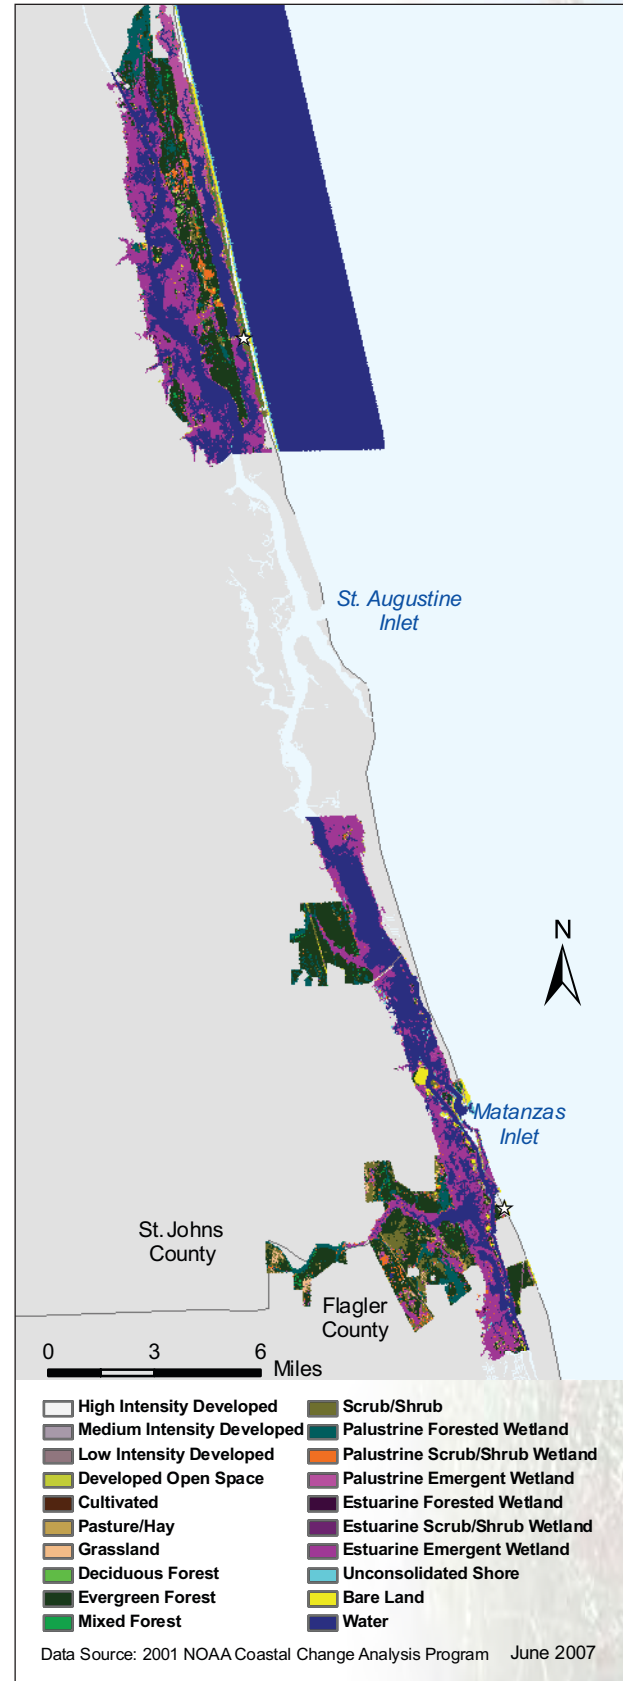 St. Augustine
Inlet
N
Matanzas
Inlet
St. Johns
County
Flagler
County
0 3 6
Miles
High Intensity Developed
Medium Intensity Developed
Low Intensity Developed
Developed Open Space
Cultivated
Pasture/Hay
Grassland
Deciduous Forest
Evergreen Forest
Mixed Forest
Scrub/Shrub
Palustrine Forested Wetland
Palustrine Scrub/Shrub Wetland
Palustrine Emergent Wetland
Estuarine Forested Wetland
Estuarine Scrub/Shrub Wetland
Estuarine Emergent Wetland
Unconsolidated Shore
Bare Land
Water
Data Source: 2001 NOAA Coastal Change Analysis Program June 2007